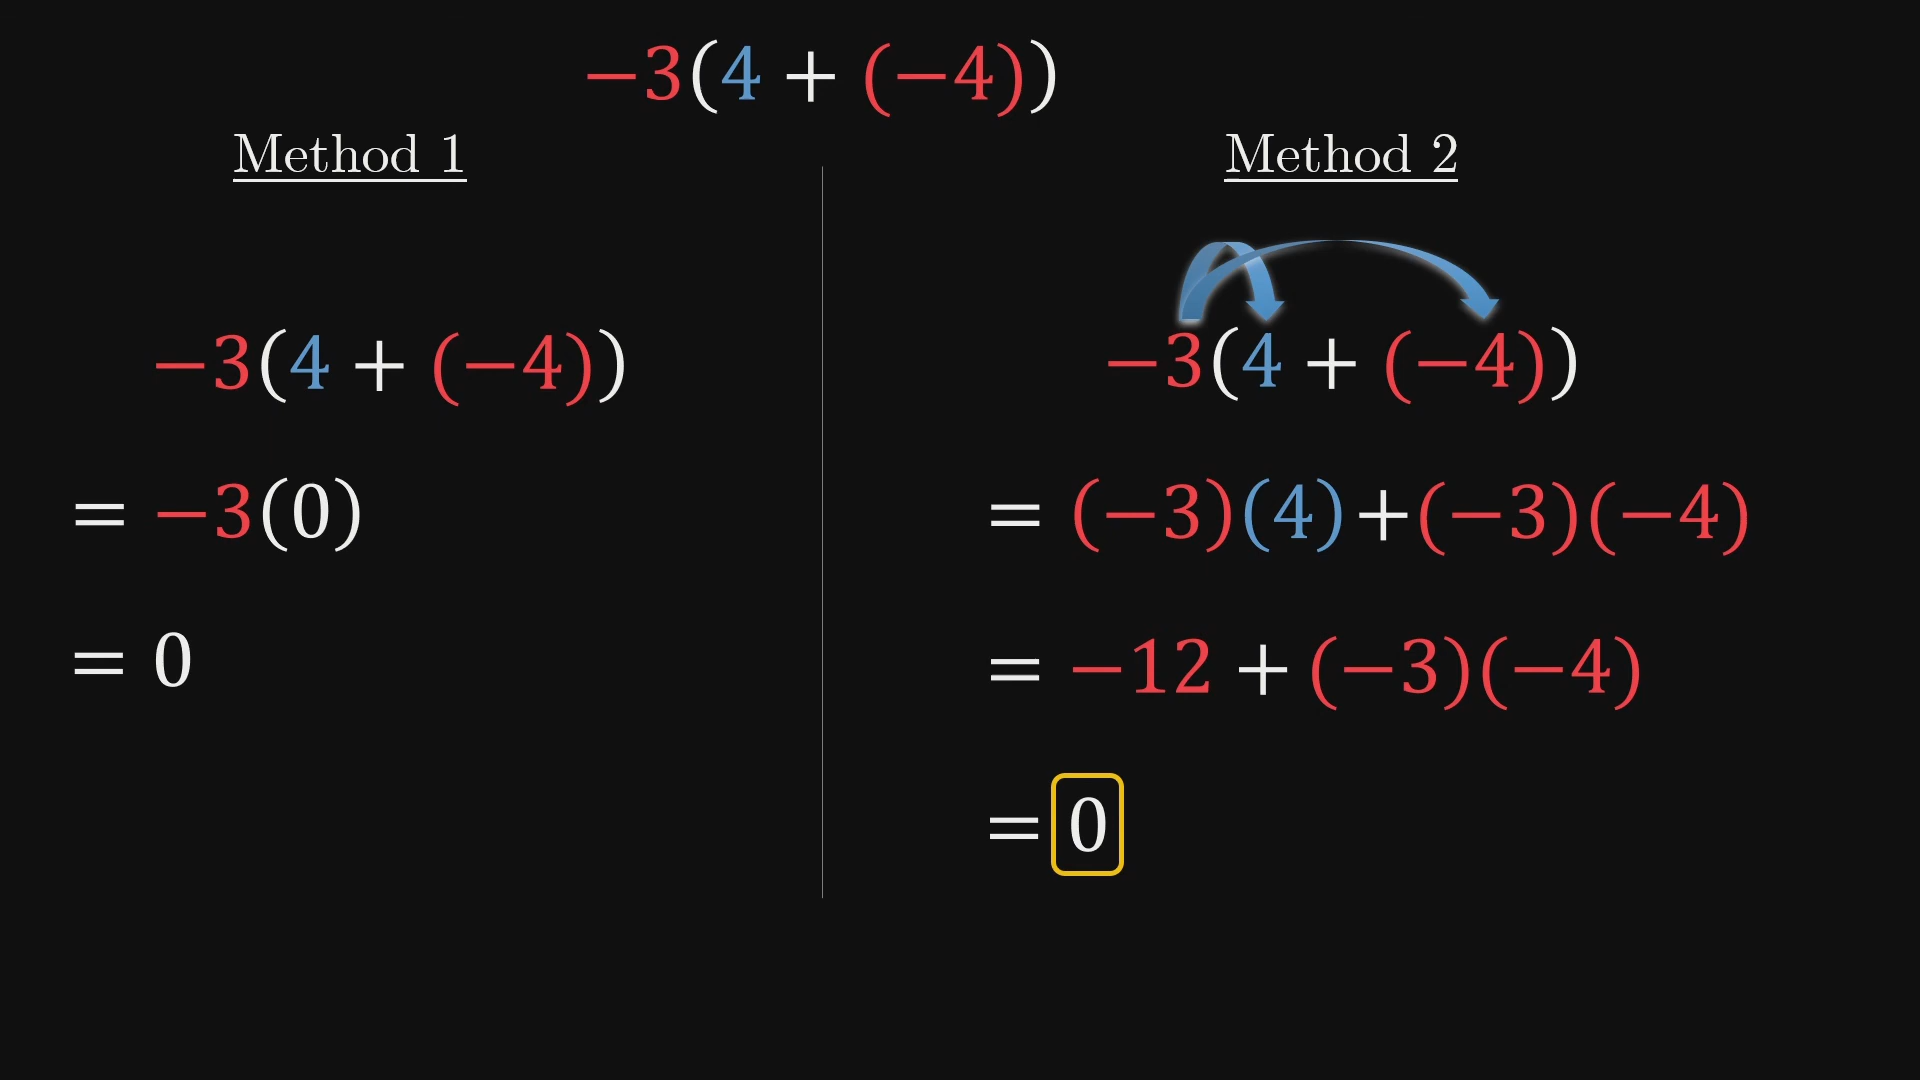 −3(4 + (−4))
Method 1
−3(4 + (−4))
= −3(0)
= 0
Method 2
−3(4 + (−4))
= (−3)(4)+(−3)(−4)
= −12 + (−3)(−4)
= 0